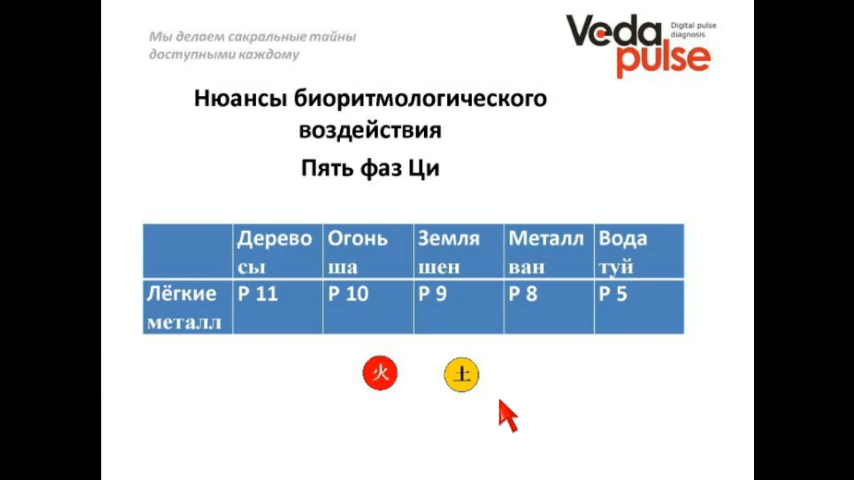 Мы делаем сакральные тайны
доступными каждому
Veda
pulse
Digital pulse
diagnosis
Нюансы биоритмологического
воздействия
Пять фаз Ци
Дерево Огонь Земля Металл Вода
сы ша шен ван туй
Лёгкие Р 11 Р 10 Р 9 Р 8 Р 5
металл
火 土